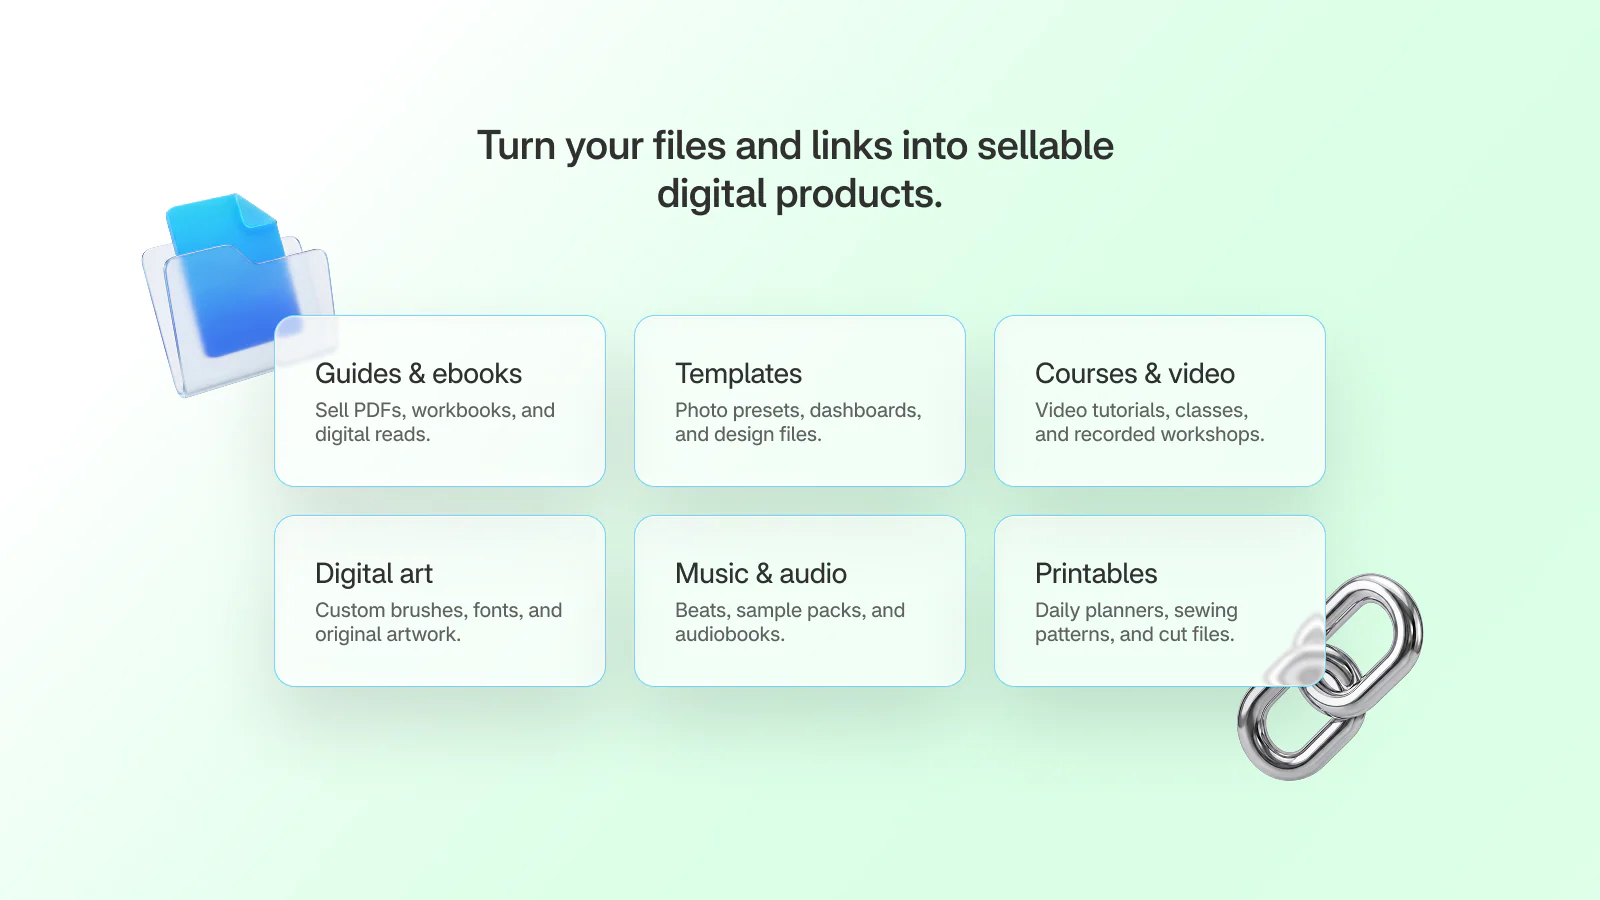 Turn your files and links into sellable
digital products.
Guides & ebooks
Sell PDFs, workbooks, and
digital reads.
Templates
Photo presets, dashboards,
and design files.
Courses & video
Video tutorials, classes,
and recorded workshops.
Digital art
Custom brushes, fonts, and
original artwork.
Music & audio
Beats, sample packs, and
audiobooks.
Printables
Daily planners, sewing
patterns, and cut files.